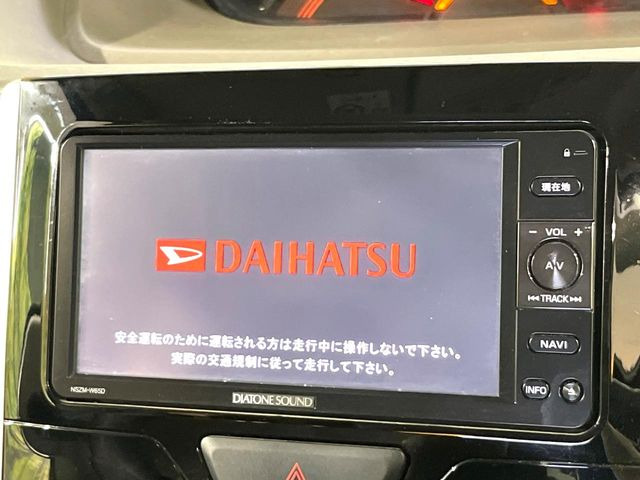 現在地
− VOL +
DAIHATSU
A/V
TRACK
安全運転のために運転される方は走行中に操作しないで下さい。
実際の交通規制に従って走行して下さい。
NAVI
NSZM-W65D
DIATONE SOUND
INFO